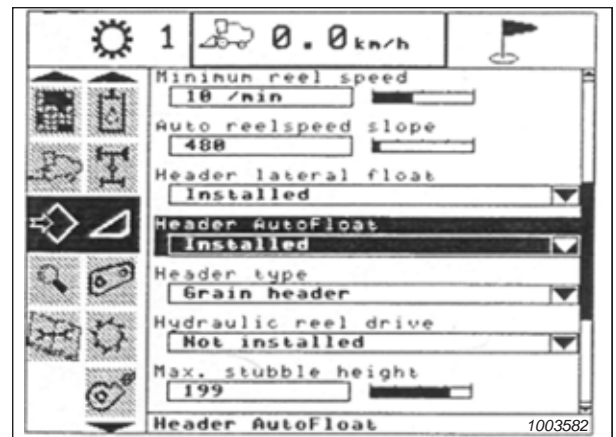 1 0.0km/h
Minimum reel speed
10 /min
Auto reelspeed slope
480
Header lateral float
Installed
Header AutoFloat
Installed
Header type
Grain header
Hydraulic reel drive
Not installed
Max. stubble height
199
Header AutoFloat
1003582